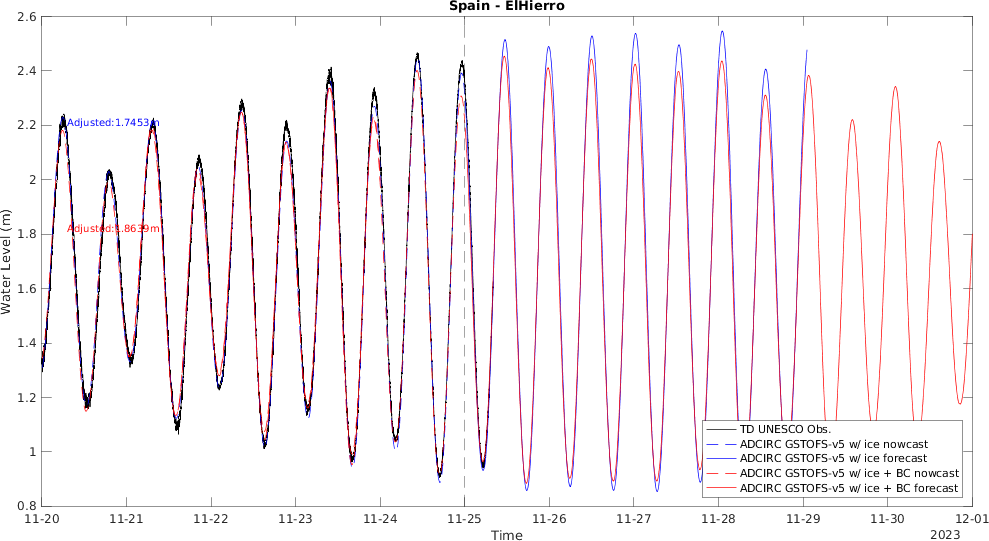 Spain - ElHierro
2.6
2.4
2.2
2
1.8
1.6
1.4
1.2
1
0.8
Water Level (m)
Adjusted:1.7453m
Adjusted:1.8639m
TD UNESCO Obs.
ADCIRC GSTOFS-v5 w/ ice nowcast
ADCIRC GSTOFS-v5 w/ ice forecast
ADCIRC GSTOFS-v5 w/ ice + BC nowcast
ADCIRC GSTOFS-v5 w/ ice + BC forecast
11-20 11-21 11-22 11-23 11-24 11-25 11-26 11-27 11-28 11-29 11-30 12-01
Time
2023